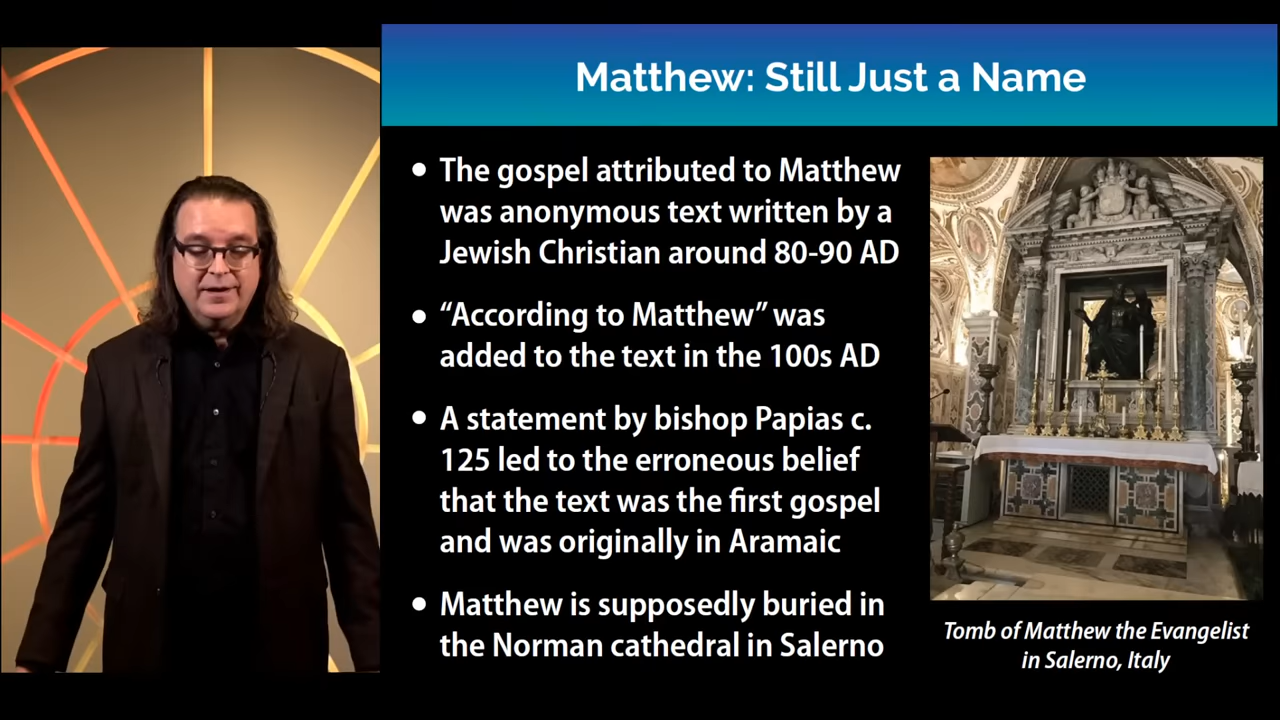 Matthew: Still Just a Name
• The gospel attributed to Matthew
was anonymous text written by a
Jewish Christian around 80-90 AD
• “According to Matthew” was
added to the text in the 100s AD
• A statement by bishop Papias c.
125 led to the erroneous belief
that the text was the first gospel
and was originally in Aramaic
• Matthew is supposedly buried in
the Norman cathedral in Salerno
Tomb of Matthew the Evangelist
in Salerno, Italy